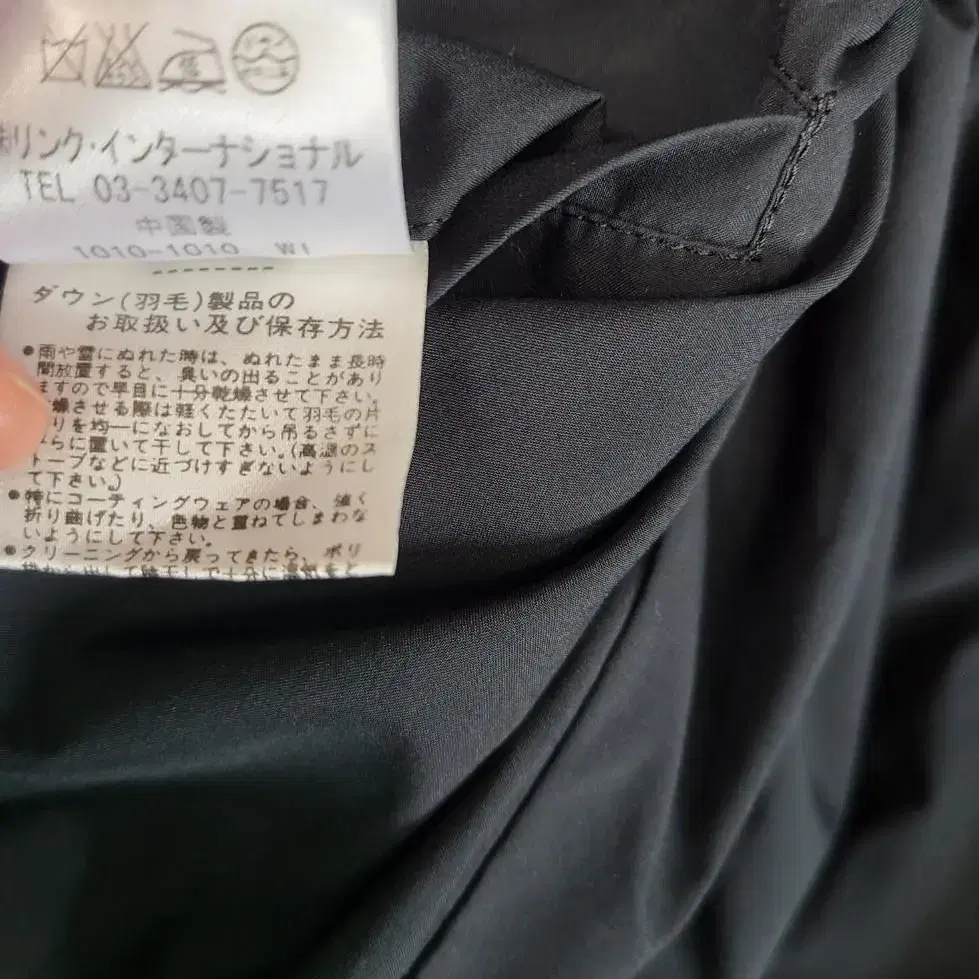 リンク・インターナショナル
TEL 03-3407-7517
中国製
1010-1010 W1
ダウン(羽毛)製品の
お取扱い及び保存方法
●雨や雪にぬれた時は、ぬれたまま長時
間放置すると、臭いの出ることがあり
ますので早目に十分乾燥させて下さい。
燥させる際は軽くたたいて羽毛の片
りを均一になおしてから吊るさずに
らに置いて干して下さい。(高温のス
トーブなどに近づけすぎないようにし
て下さい。)
●特にコーティングウェアの場合、強く
折り曲げたり、色物と重ねてしまわな
いようにして下さい。
●クリーニングから戻ってきたら、ポリ